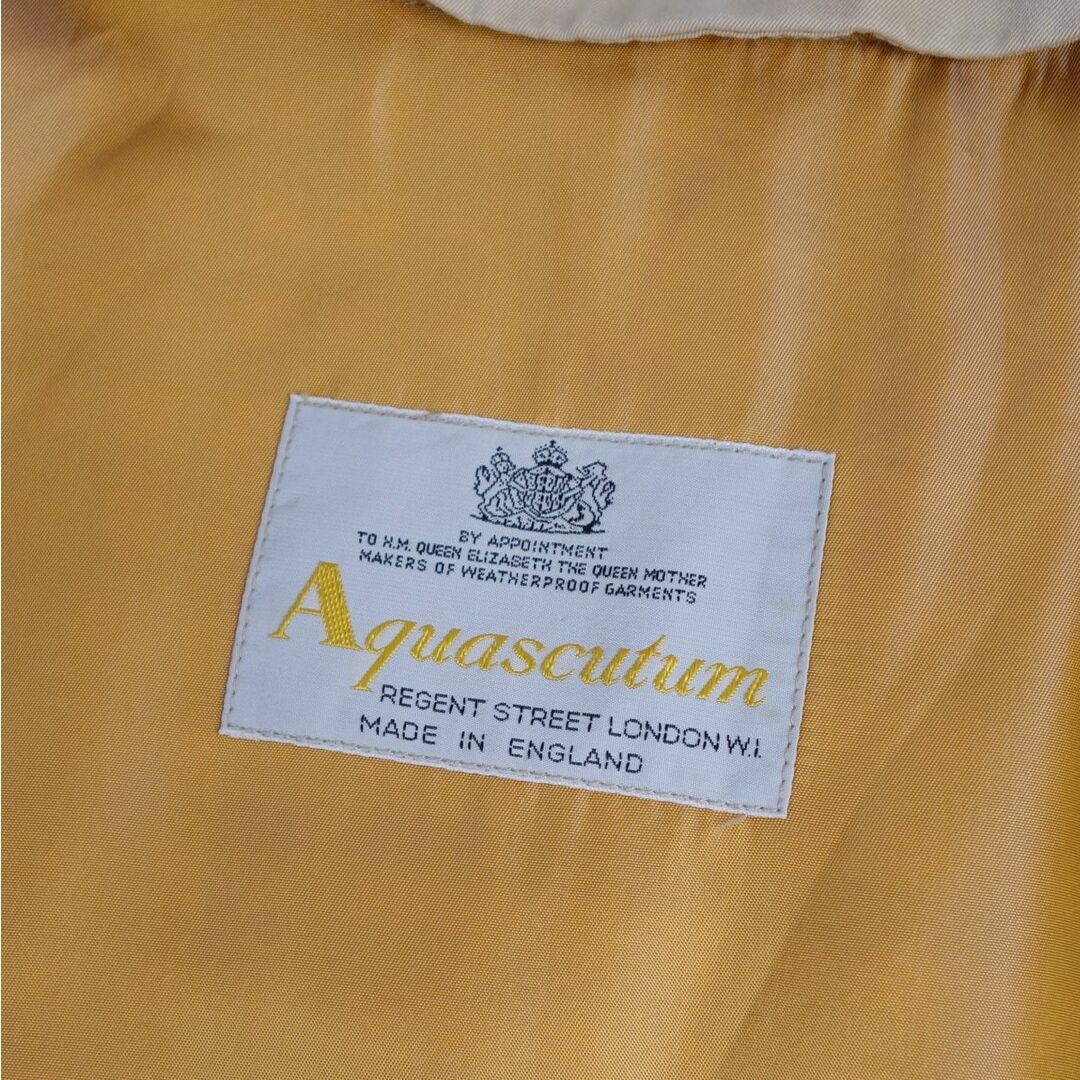 BY APPOINTMENT
TO H.M. QUEEN ELIZABETH THE QUEEN MOTHER
MAKERS OF WEATHERPROOF GARMENTS
Aquascutum
REGENT STREET LONDON W.I.
MADE IN ENGLAND